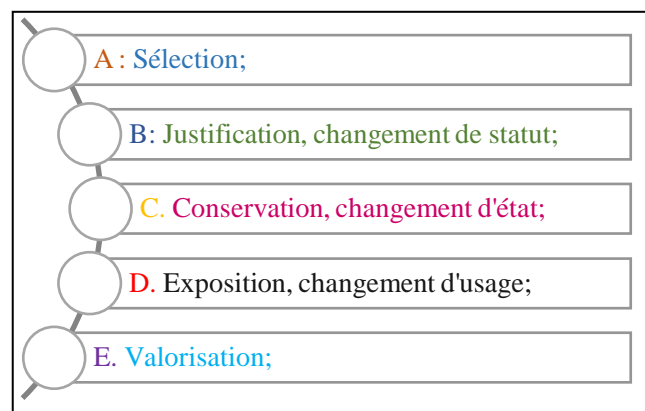 A : Sélection;
B: Justification, changement de statut;
C. Conservation, changement d'état;
D. Exposition, changement d'usage;
E. Valorisation;